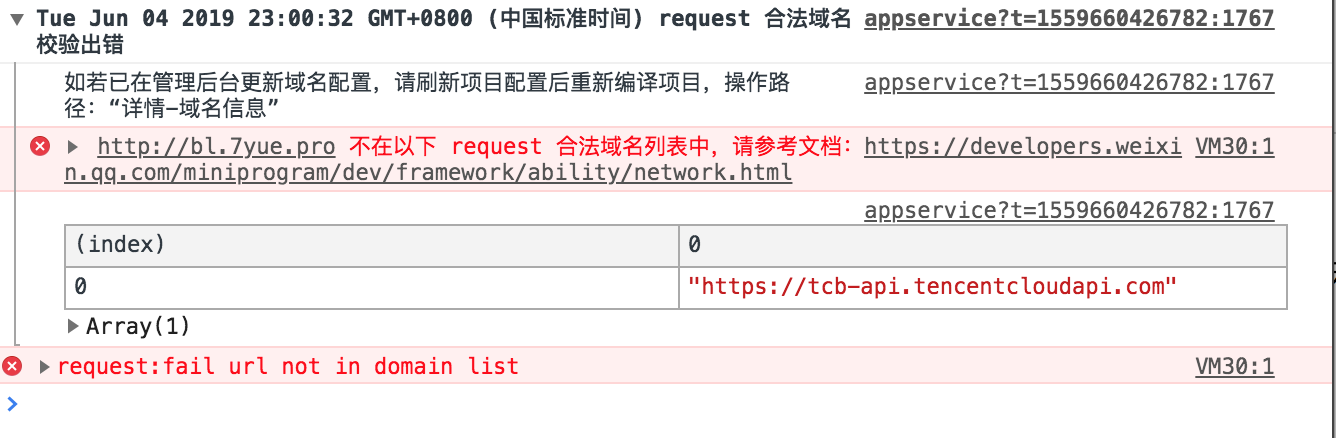 Tue Jun 04 2019 23:00:32 GMT+0800 (中国标准时间) request 合法域名 appservice?t=1559660426782:1767
校验出错
如若已在管理后台更新域名配置，请刷新项目配置后重新编译项目，操作路 appservice?t=1559660426782:1767
径：“详情-域名信息”
http://bl.7yue.pro 不在以下 request 合法域名列表中，请参考文档：https://developers.weixi VM30:1
n.qq.com/miniprogram/dev/framework/ability/network.html
appservice?t=1559660426782:1767
(index) 0
0 "https://tcb-api.tencentcloudapi.com"
Array(1)
request:fail url not in domain list VM30:1